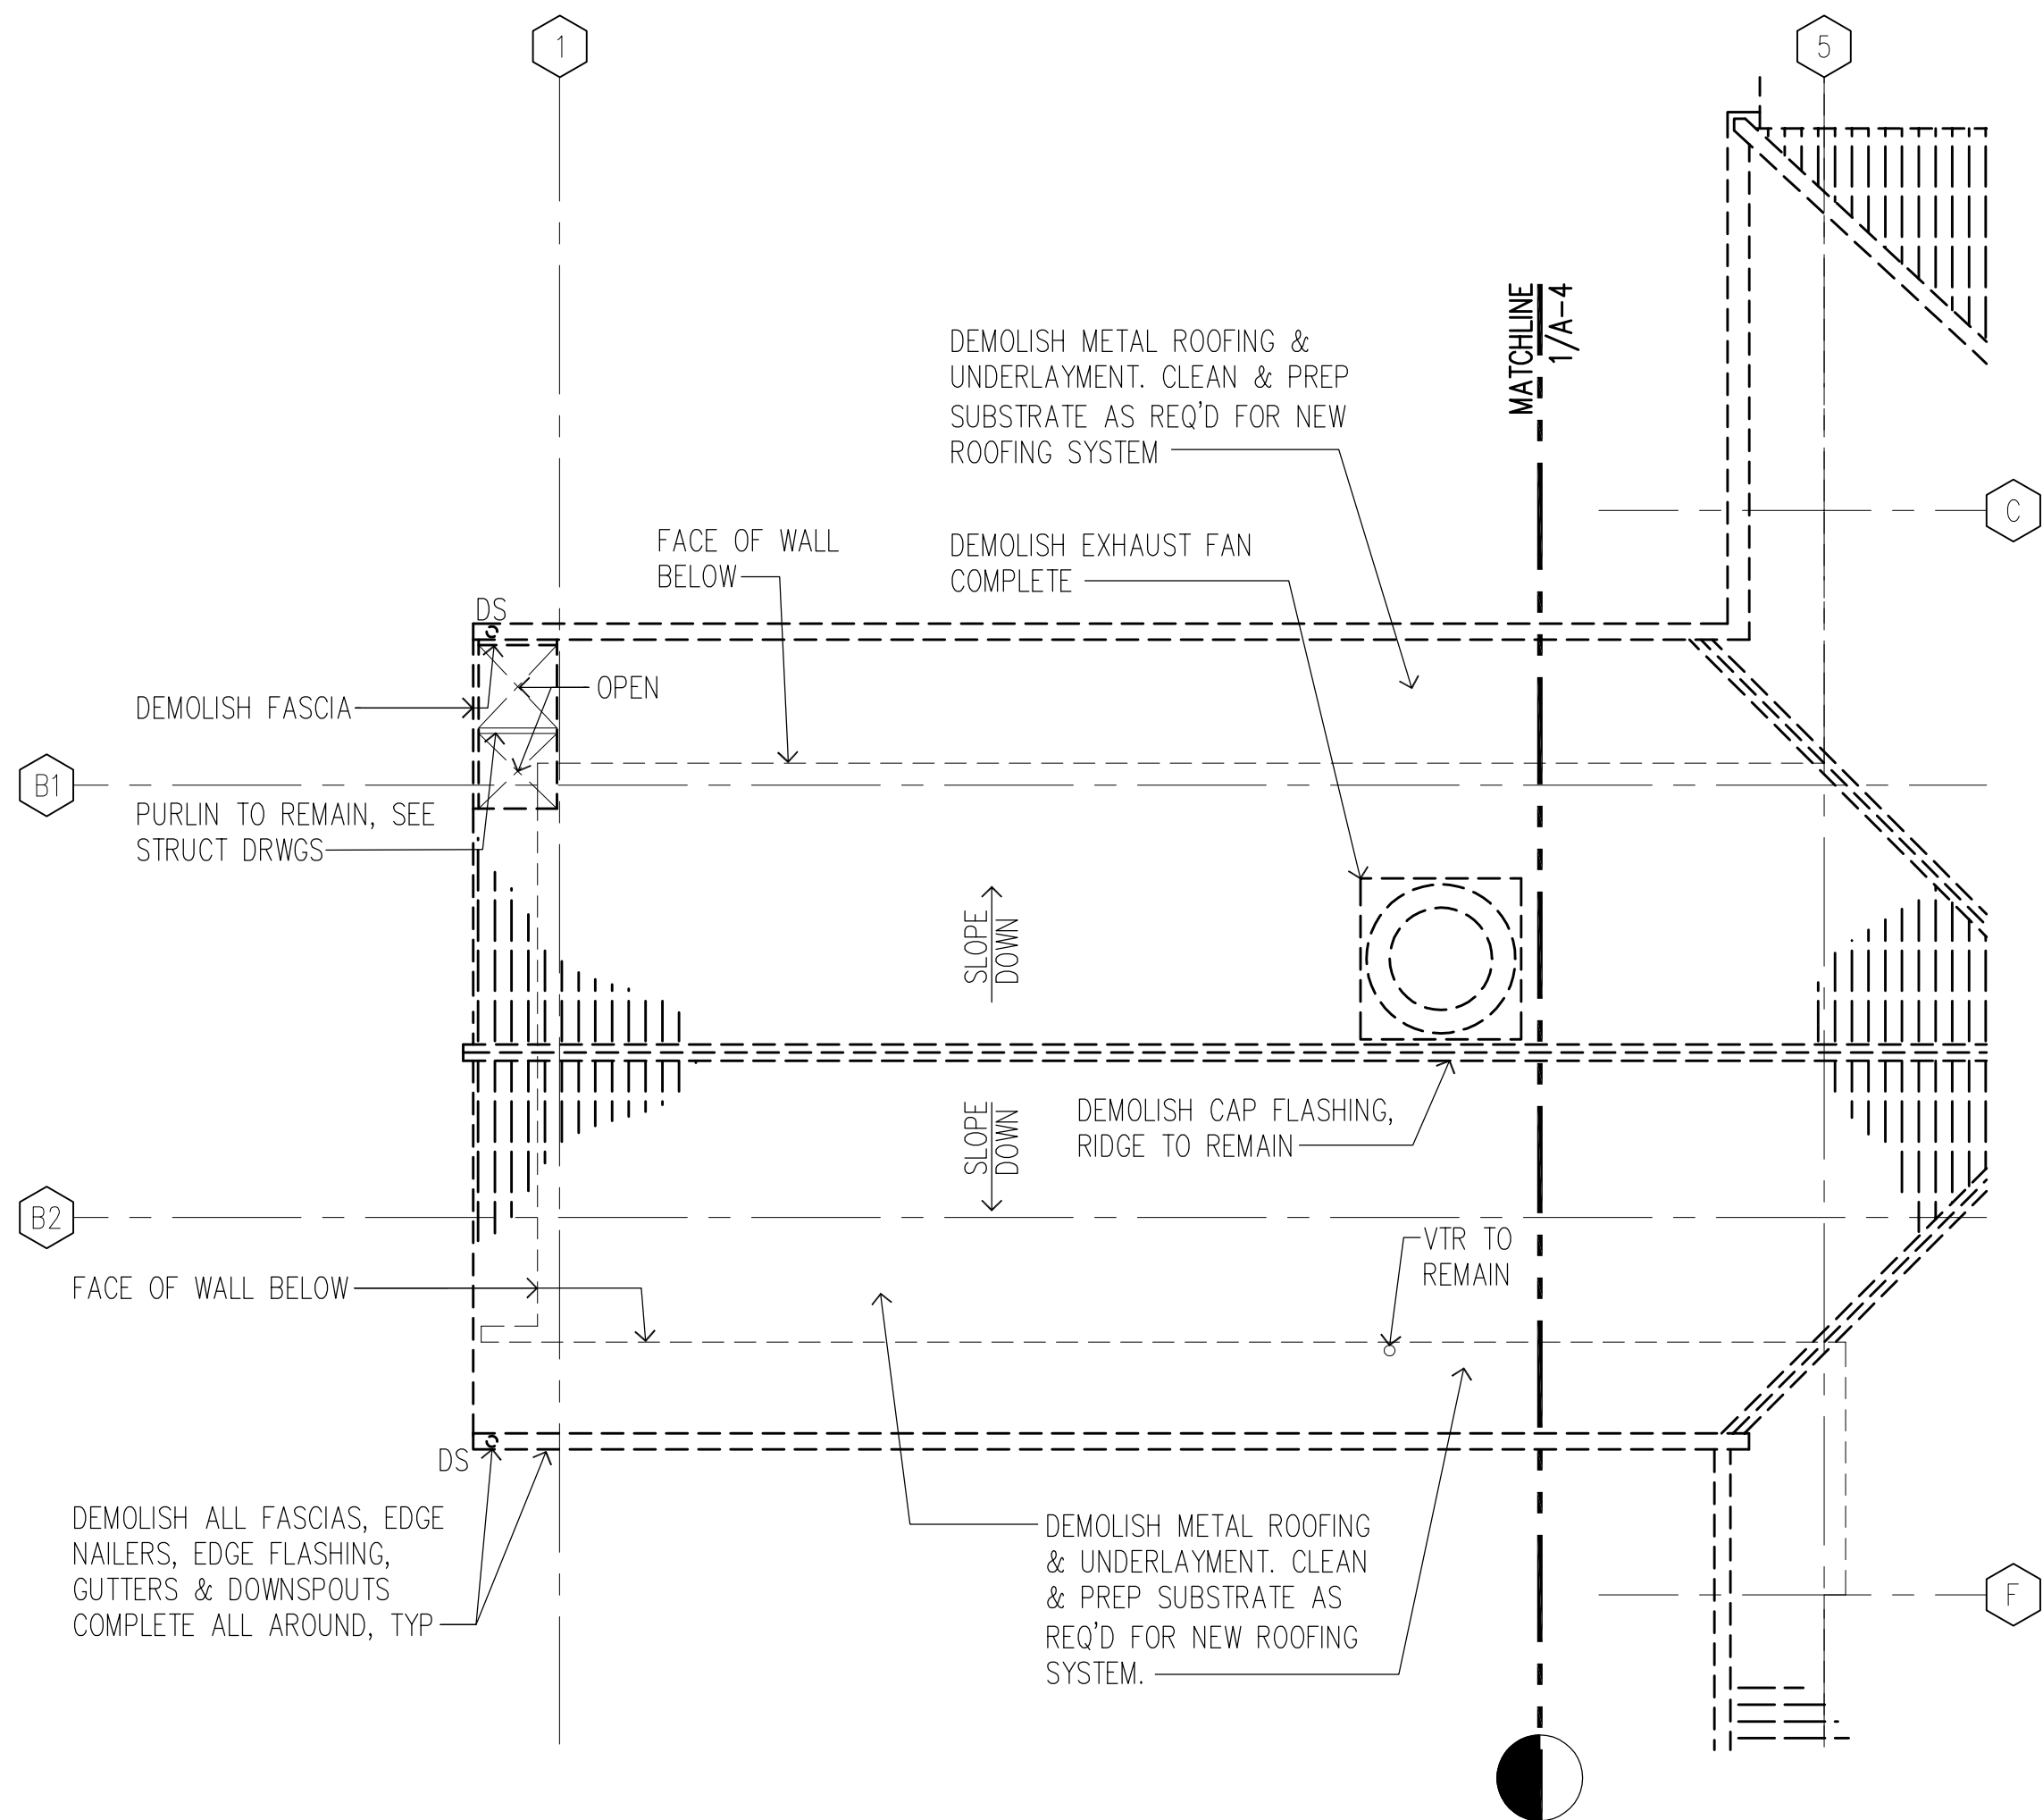 1
5
MATCHLINE
1/A-4
DEMOLISH METAL ROOFING &
UNDERLAYMENT. CLEAN & PREP
SUBSTRATE AS REQ'D FOR NEW
ROOFING SYSTEM
C
FACE OF WALL
BELOW
DEMOLISH EXHAUST FAN
COMPLETE
DS
OPEN
DEMOLISH FASCIA
B1
PURLIN TO REMAIN, SEE
STRUCT DRWGS
SLOPE
DOWN
SLOPE
DOWN
DEMOLISH CAP FLASHING,
RIDGE TO REMAIN
B2
VTR TO
REMAIN
FACE OF WALL BELOW
DS
DEMOLISH ALL FASCIAS, EDGE
NAILERS, EDGE FLASHING,
GUTTERS & DOWNSPOUTS
COMPLETE ALL AROUND, TYP
DEMOLISH METAL ROOFING
& UNDERLAYMENT. CLEAN
& PREP SUBSTRATE AS
REQ'D FOR NEW ROOFING
SYSTEM.
F